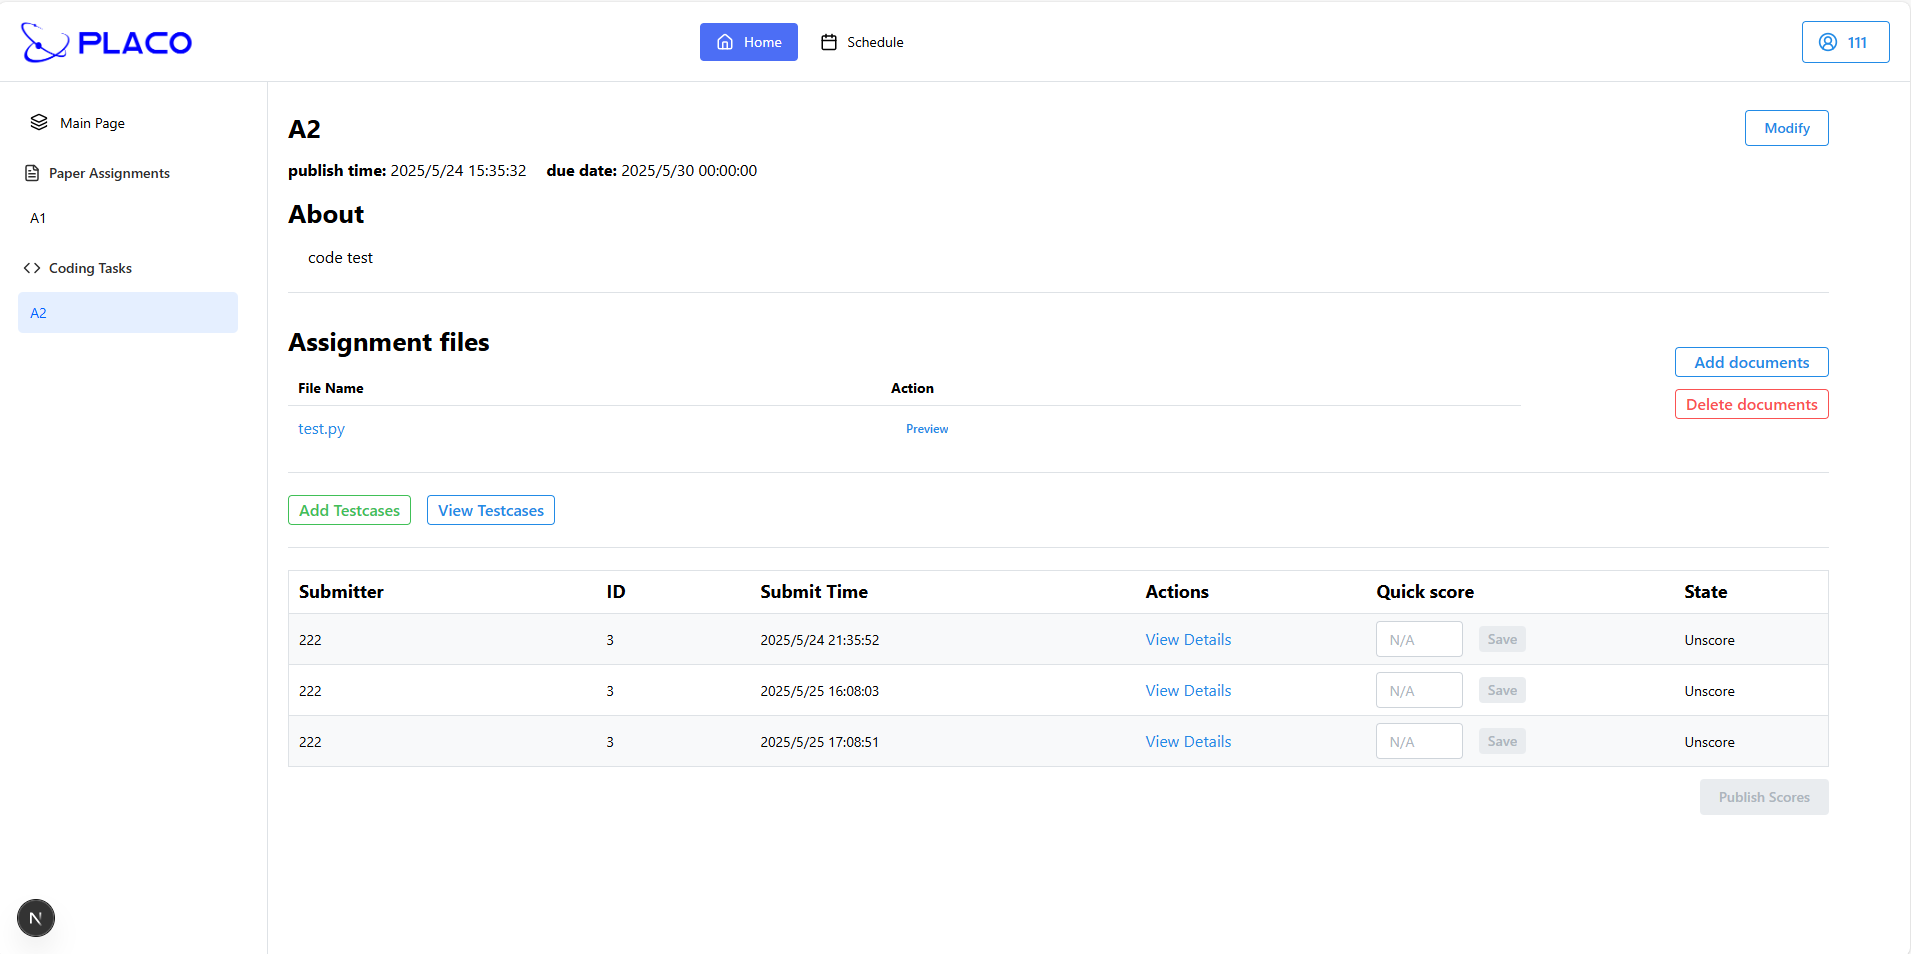 PLACO
Home
Schedule
111
Main Page
Paper Assignments
A1
Coding Tasks
A2
A2
Modify
publish time: 2025/5/24 15:35:32 due date: 2025/5/30 00:00:00
About
code test
Assignment files
Add documents
Delete documents
File Name Action
test.py Preview
Add Testcases View Testcases
Submitter ID Submit Time Actions Quick score State
222 3 2025/5/24 21:35:52 View Details N/A Save Unscore
222 3 2025/5/25 16:08:03 View Details N/A Save Unscore
222 3 2025/5/25 17:08:51 View Details N/A Save Unscore
Publish Scores
N